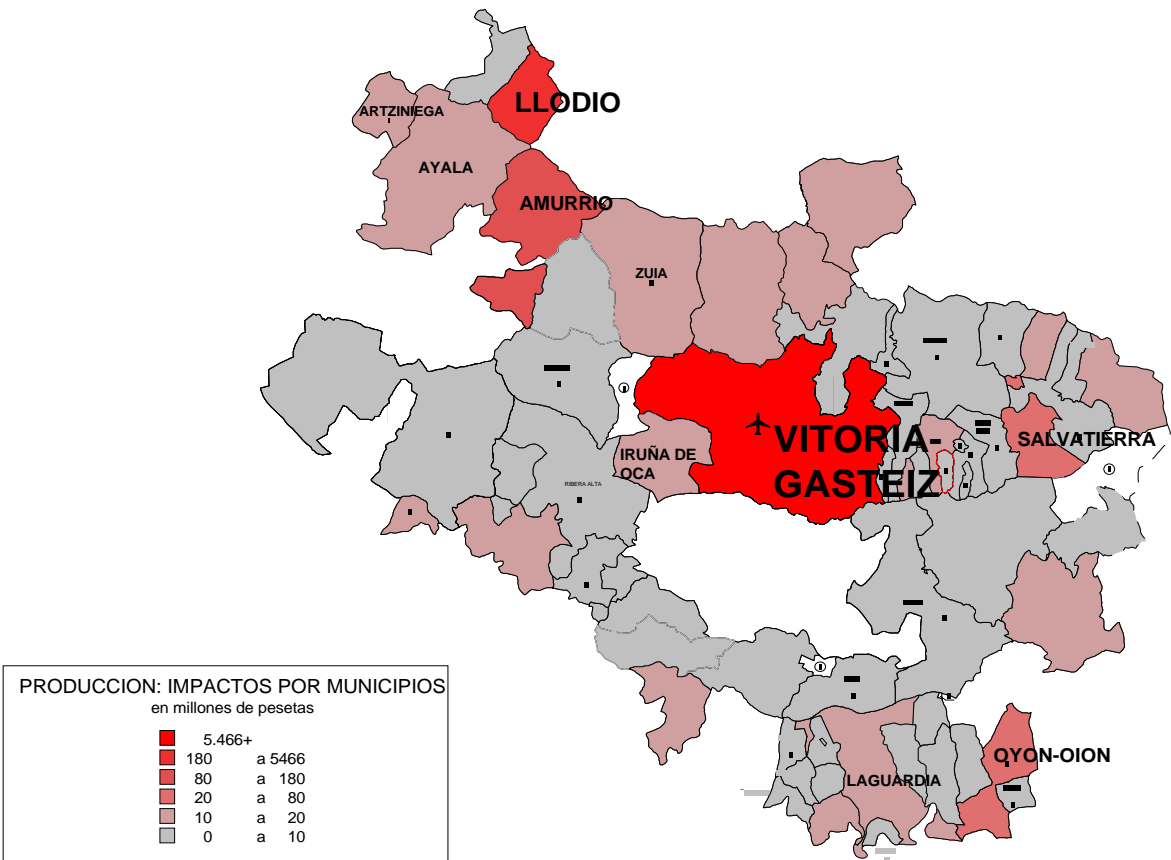 LLODIO
ARTZINIEGA
AYALA
AMURRIO
ZUIA
VITORIA-
GASTEIZ
SALVATIERRA
IRUÑA DE
OCA
RIBERA ALTA
OYON-OION
LAGUARDIA
PRODUCCION: IMPACTOS POR MUNICIPIOS
en millones de pesetas
5.466+
180 a 5466
80 a 180
20 a 80
10 a 20
0 a 10